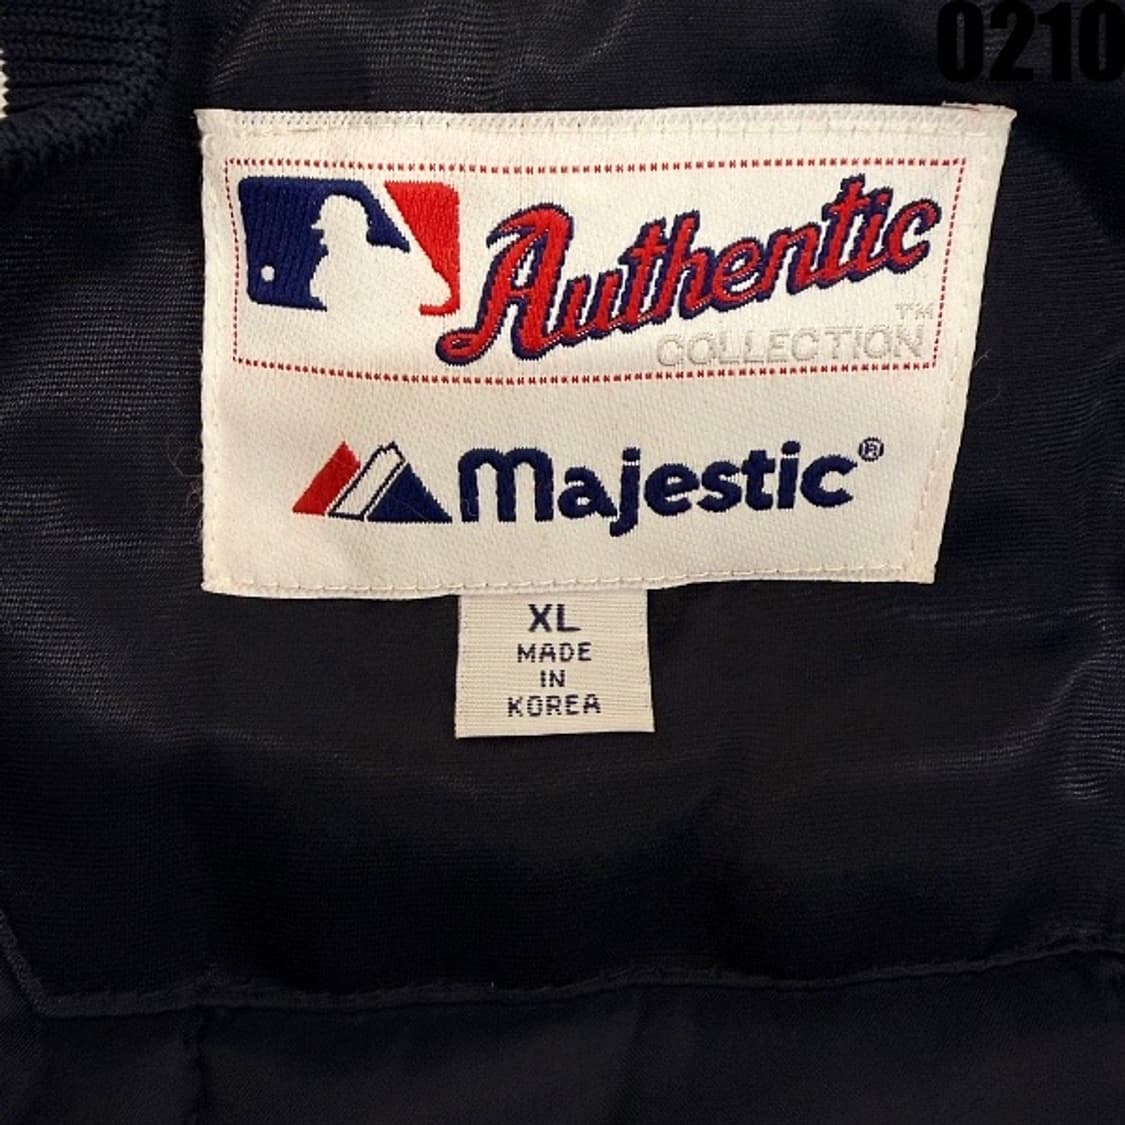 0210
Authentic
™
COLLECTION
Majestic®
XL
MADE
IN
KOREA